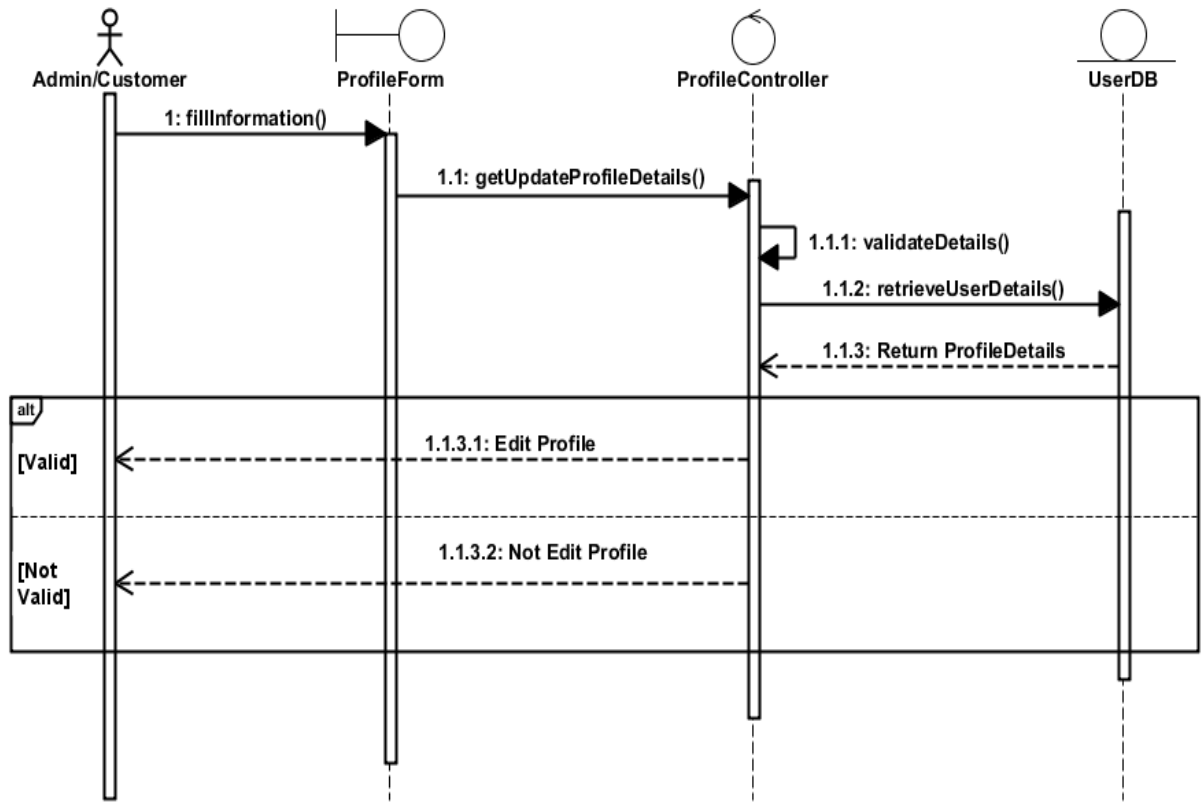 Admin/Customer
ProfileForm
ProfileController
UserDB
1: fillInformation()
1.1: getUpdateProfileDetails()
1.1.1: validateDetails()
1.1.2: retrieveUserDetails()
1.1.3: Return ProfileDetails
alt
[Valid]
1.1.3.1: Edit Profile
1.1.3.2: Not Edit Profile
[Not
Valid]